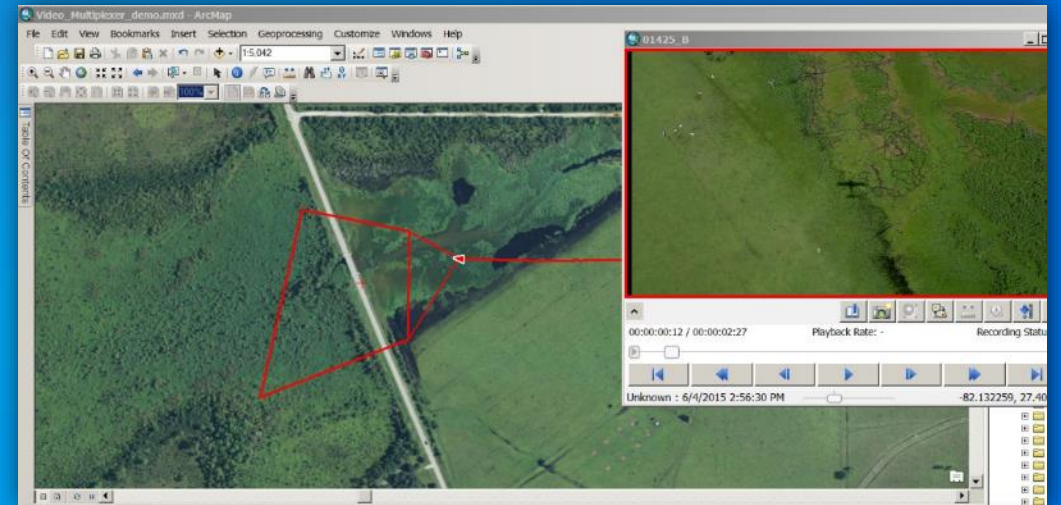 Video_Multiplexer_demo.mxd - ArcMap
File Edit View Bookmarks Insert Selection Geoprocessing Customize Windows Help
1:5,042
100%
Table Of Contents
01425_B
00:00:00:12 / 00:00:02:27 Playback Rate: - Recording Statu
Unknown : 6/4/2015 2:56:30 PM -82.132259, 27.40